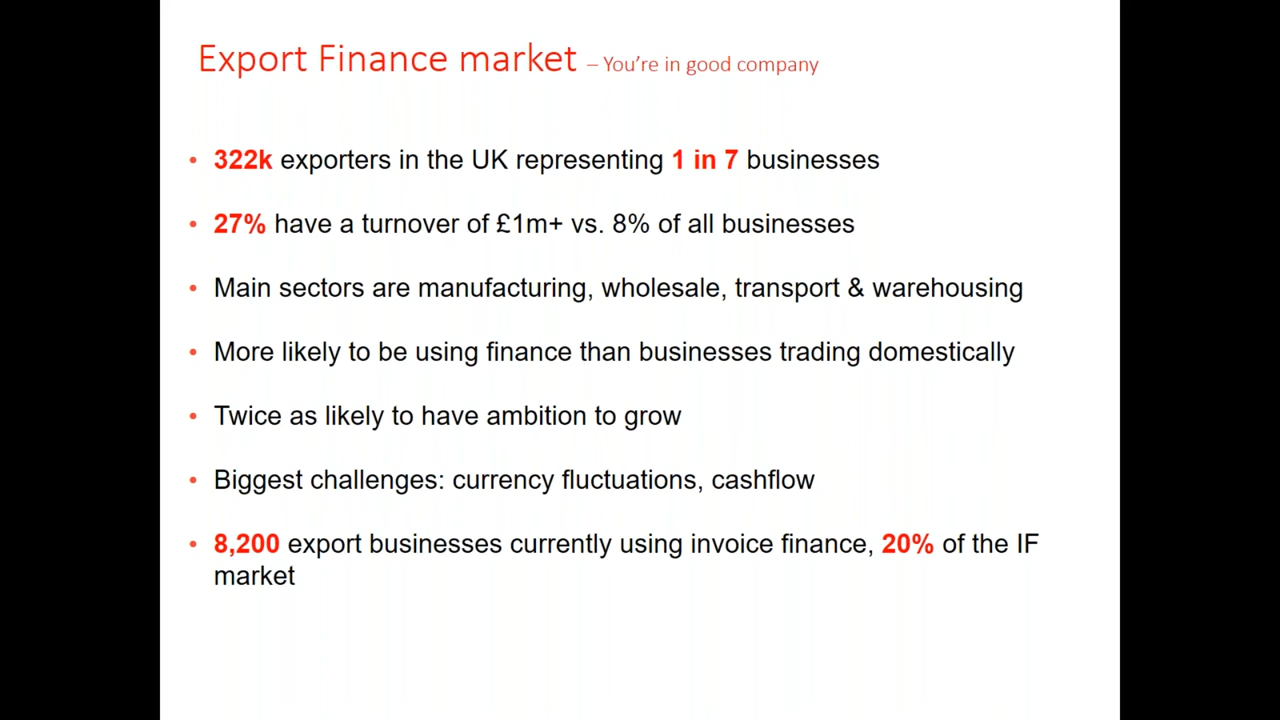 Export Finance market – You're in good company
• 322k exporters in the UK representing 1 in 7 businesses
• 27% have a turnover of £1m+ vs. 8% of all businesses
• Main sectors are manufacturing, wholesale, transport & warehousing
• More likely to be using finance than businesses trading domestically
• Twice as likely to have ambition to grow
• Biggest challenges: currency fluctuations, cashflow
• 8,200 export businesses currently using invoice finance, 20% of the IF
market